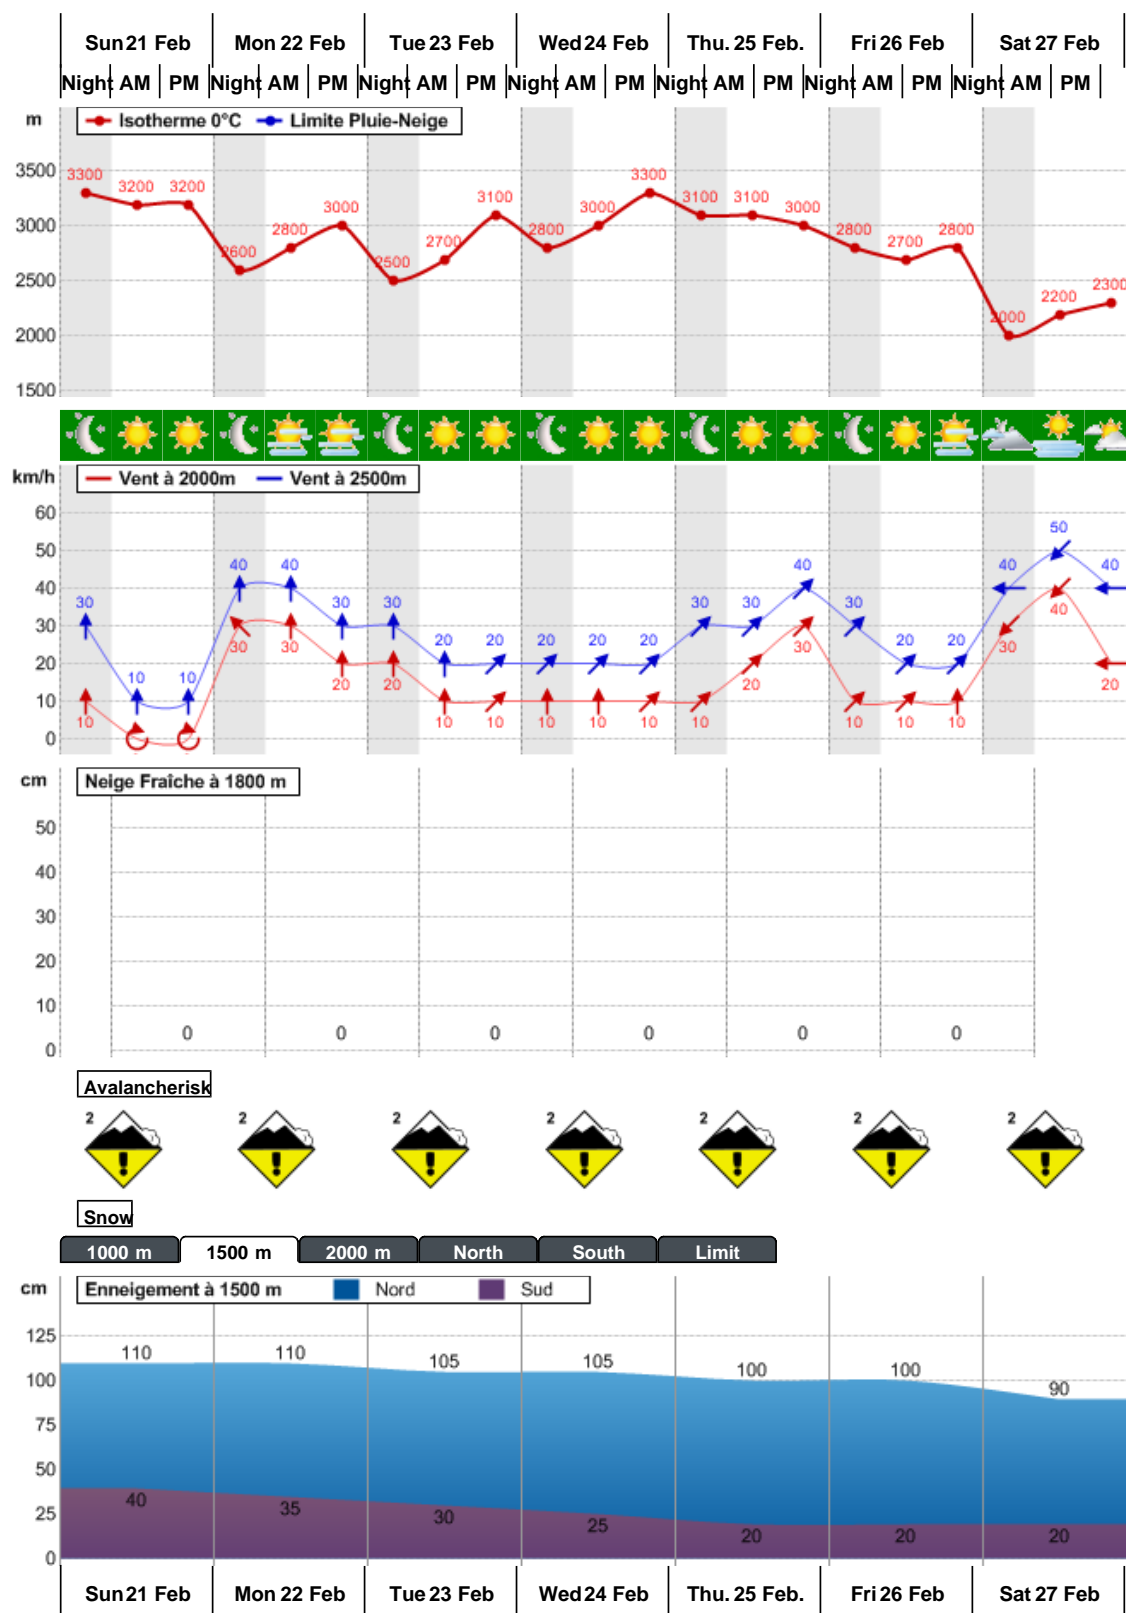 Sun 21 Feb Mon 22 Feb Tue 23 Feb Wed 24 Feb Thu. 25 Feb. Fri 26 Feb Sat 27 Feb
Night AM PM Night AM PM Night AM PM Night AM PM Night AM PM Night AM PM Night AM PM
m Isotherme 0°C Limite Pluie-Neige
3500
3300 3200 3200 2600 2800 3000 2500 2700 3100 2800 3000 3300 3100 3100 3000 2800 2700 2800 2000 2200 2300
3000
2500
2000
1500
km/h Vent à 2000m Vent à 2500m
60
50
40
30
20
10
0
30 10 10 40 40 30 30 20 20 20 20 20 30 30 40 30 20 20 40 50 40
10 30 30 20 20 10 10 10 10 10 10 20 30 10 10 10 30 40 20
cm Neige Fraîche à 1800 m
50
40
30
20
10
0
0 0 0 0 0 0
Avalancherisk
2 2 2 2 2 2 2
Snow
1000 m 1500 m 2000 m North South Limit
cm Enneigement à 1500 m Nord Sud
125
110 110 105 105 100 100 90
100
75
50
40 35 30 25 20 20 20
25
0
Sun 21 Feb Mon 22 Feb Tue 23 Feb Wed 24 Feb Thu. 25 Feb. Fri 26 Feb Sat 27 Feb